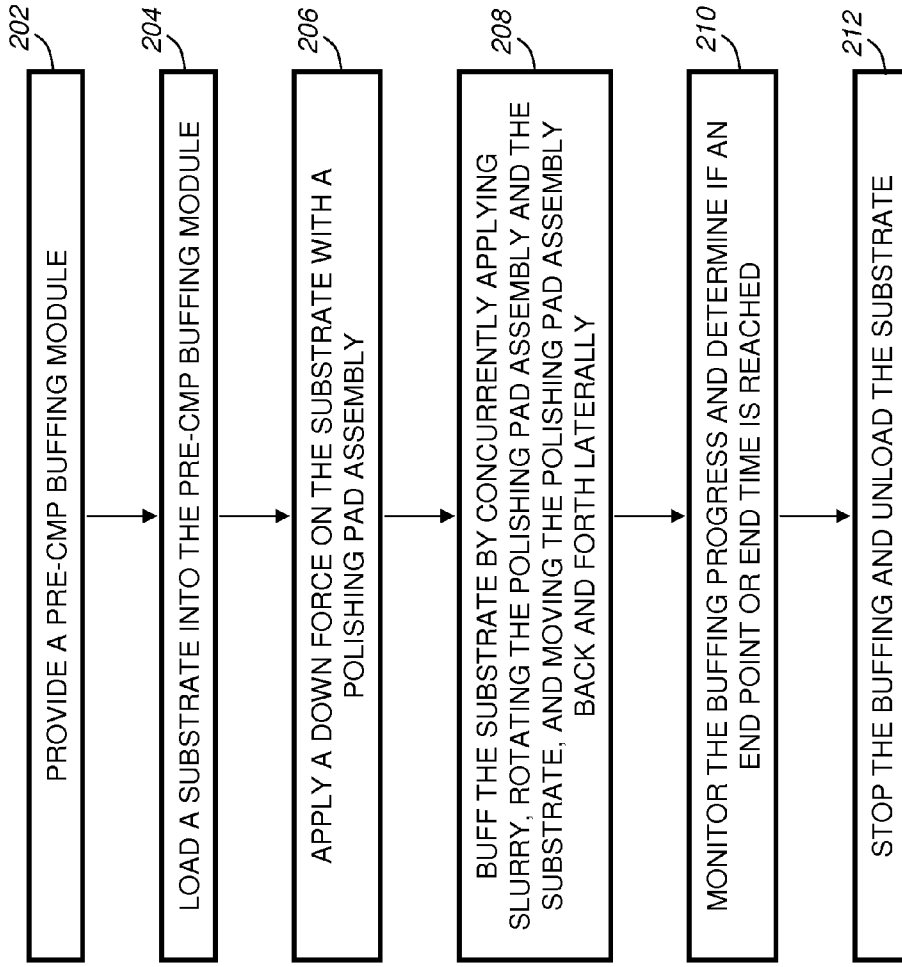 202
PROVIDE A PRE-CMP BUFFING MODULE
204
LOAD A SUBSTRATE INTO THE PRE-CMP BUFFING MODULE
206
APPLY A DOWN FORCE ON THE SUBSTRATE WITH A
POLISHING PAD ASSEMBLY
208
BUFF THE SUBSTRATE BY CONCURRENTLY APPLYING
SLURRY, ROTATING THE POLISHING PAD ASSEMBLY AND THE
SUBSTRATE, AND MOVING THE POLISHING PAD ASSEMBLY
BACK AND FORTH LATERALLY
210
MONITOR THE BUFFING PROGRESS AND DETERMINE IF AN
END POINT OR END TIME IS REACHED
212
STOP THE BUFFING AND UNLOAD THE SUBSTRATE